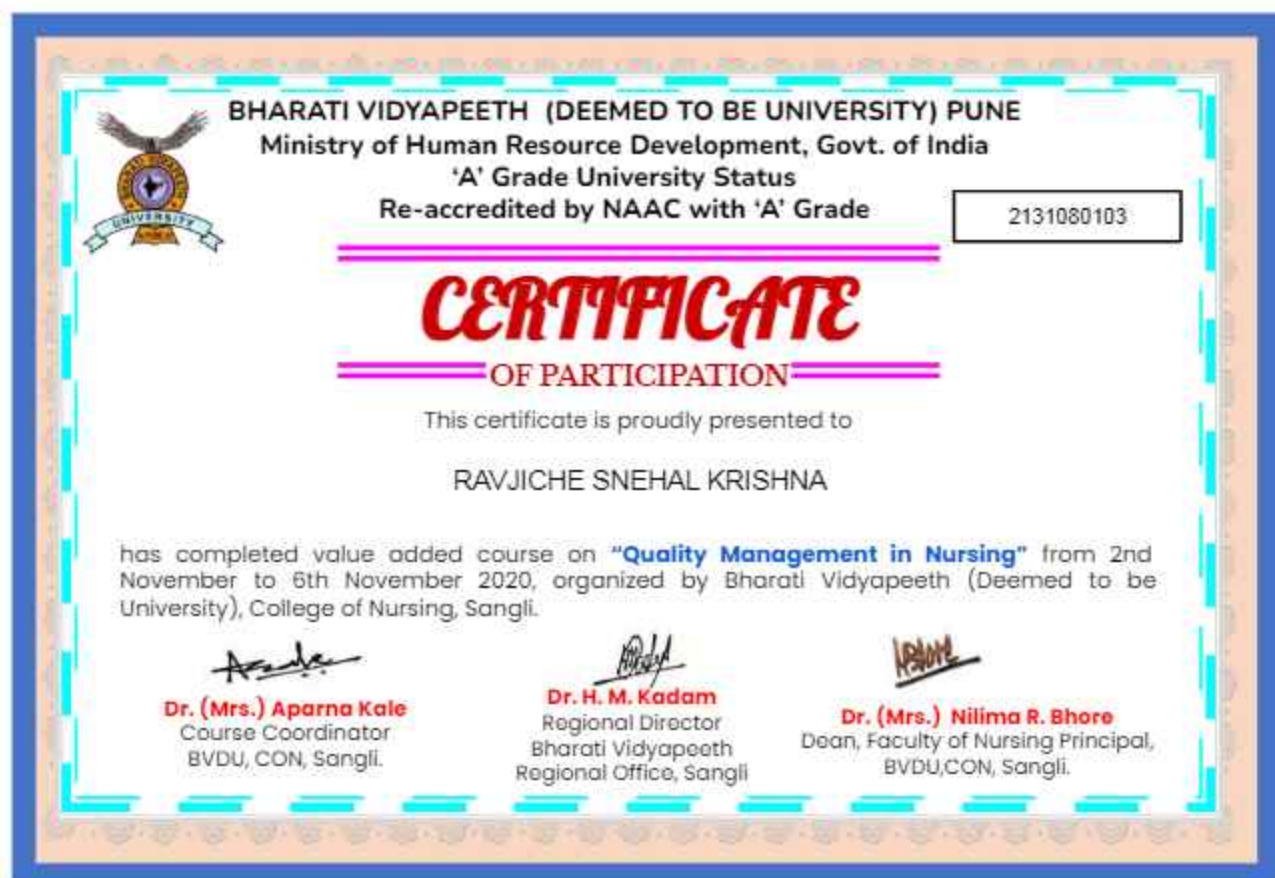 BHARATI VIDYAPEETH (DEEMED TO BE UNIVERSITY) PUNE
Ministry of Human Resource Development, Govt. of India
‘A’ Grade University Status
Re-accredited by NAAC with ‘A’ Grade
2131080103
BHARATI VIDYAPEETH
UNIVERSITY
CERTIFICATE
OF PARTICIPATION
This certificate is proudly presented to
RAVJICHE SNEHAL KRISHNA
has completed value added course on “Quality Management in Nursing” from 2nd
November to 6th November 2020, organized by Bharati Vidyapeeth (Deemed to be
University), College of Nursing, Sangli.
Dr. (Mrs.) Aparna Kale
Course Coordinator
BVDU, CON, Sangli.
Dr. H. M. Kadam
Regional Director
Bharati Vidyapeeth
Regional Office, Sangli
Dr. (Mrs.) Nilima R. Bhore
Dean, Faculty of Nursing Principal,
BVDU,CON, Sangli.